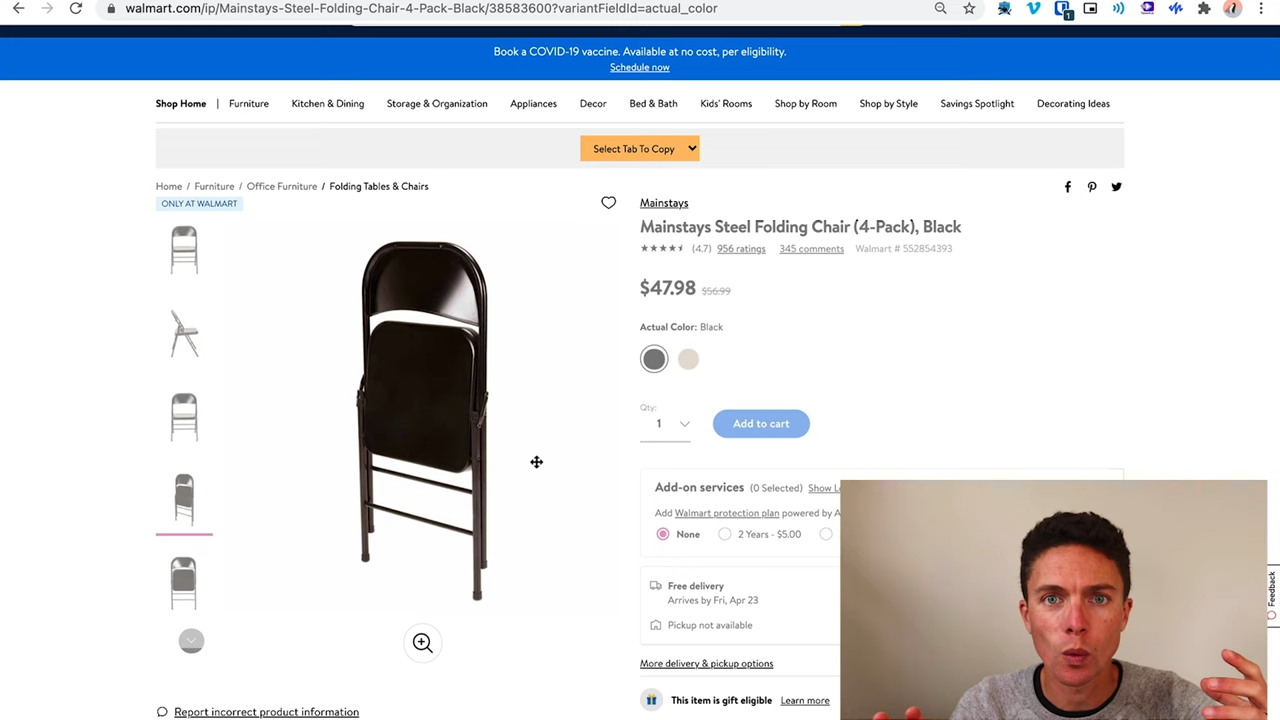 walmart.com/ip/Mainstays-Steel-Folding-Chair-4-Pack-Black/38583600?variantFieldId=actual_color
1
Book a COVID-19 vaccine. Available at no cost, per eligibility.
Schedule now
Shop Home | Furniture Kitchen & Dining Storage & Organization Appliances Decor Bed & Bath Kids' Rooms Shop by Room Shop by Style Savings Spotlight Decorating Ideas
Select Tab To Copy
Home / Furniture / Office Furniture / Folding Tables & Chairs
ONLY AT WALMART
Mainstays
Mainstays Steel Folding Chair (4-Pack), Black
(4.7) 956 ratings 345 comments Walmart # 552854393
$47.98 $56.99
Actual Color: Black
Qty:
1
Add to cart
Add-on services (0 Selected) Show
Add Walmart protection plan powered by
None 2 Years - $5.00
Free delivery
Arrives by Fri, Apr 23
Pickup not available
More delivery & pickup options
This item is gift eligible Learn more
Report incorrect product information
Feedback